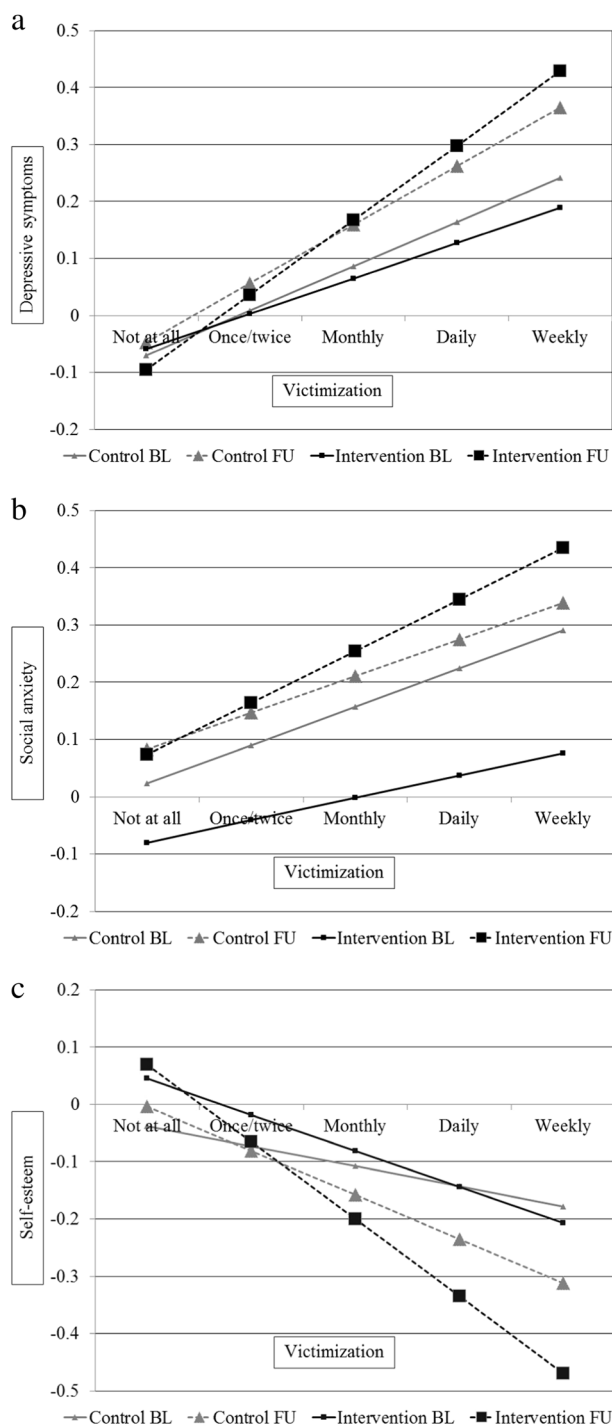 a
0.5
0.4
0.3
0.2
0.1
0
-0.1
-0.2
Depressive symptoms
Not at all Once/twice Monthly Daily Weekly
Victimization
Control BL Control FU Intervention BL Intervention FU
b
0.5
0.4
0.3
0.2
0.1
0
-0.1
-0.2
Social anxiety
Not at all Once/twice Monthly Daily Weekly
Victimization
Control BL Control FU Intervention BL Intervention FU
c
0.2
0.1
0
-0.1
-0.2
-0.3
-0.4
-0.5
Self-esteem
Not at all Once/twice Monthly Daily Weekly
Victimization
Control BL Control FU Intervention BL Intervention FU